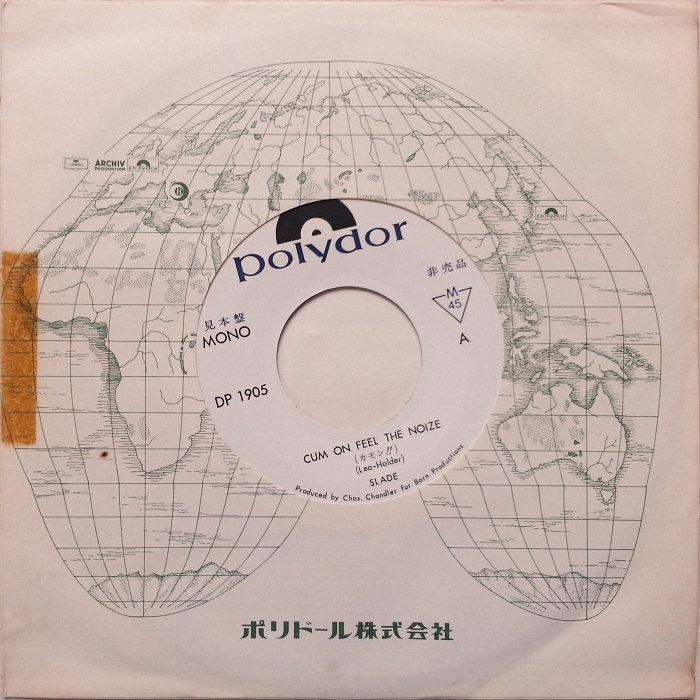 ARCHIV
PRODUKTION
Polydor
Polydor
polydor
非売品
見本盤
MONO
M
45
A
DP 1905
CUM ON FEEL THE NOIZE
(カモン!!)
(Lea-Holder)
SLADE
Produced by Chas. Chandler for Barn Productions
ポリドール株式会社